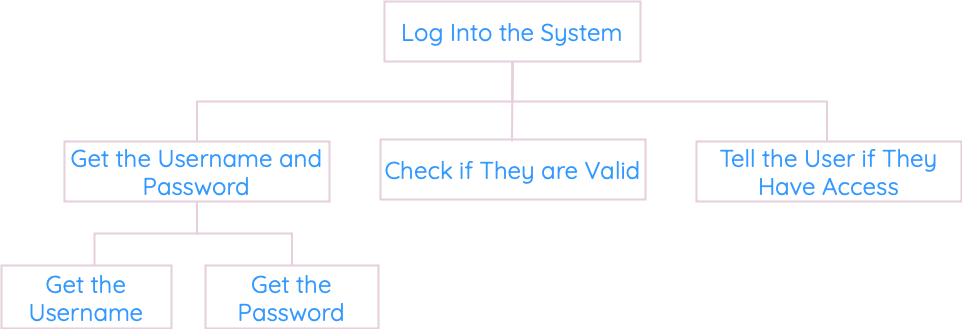 Log Into the System
Get the Username and
Password
Check if They are Valid
Tell the User if They
Have Access
Get the
Username
Get the
Password